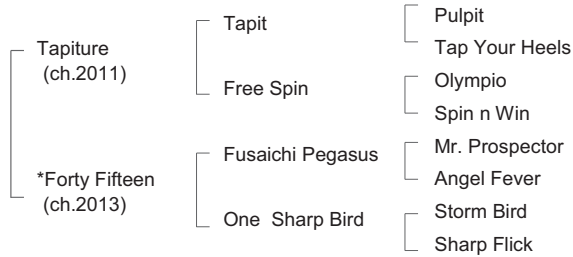 Tapiture
(ch.2011)
*Forty Fifteen
(ch.2013)
Tapit
Free Spin
Fusaichi Pegasus
One Sharp Bird
Pulpit
Tap Your Heels
Olympio
Spin n Win
Mr. Prospector
Angel Fever
Storm Bird
Sharp Flick